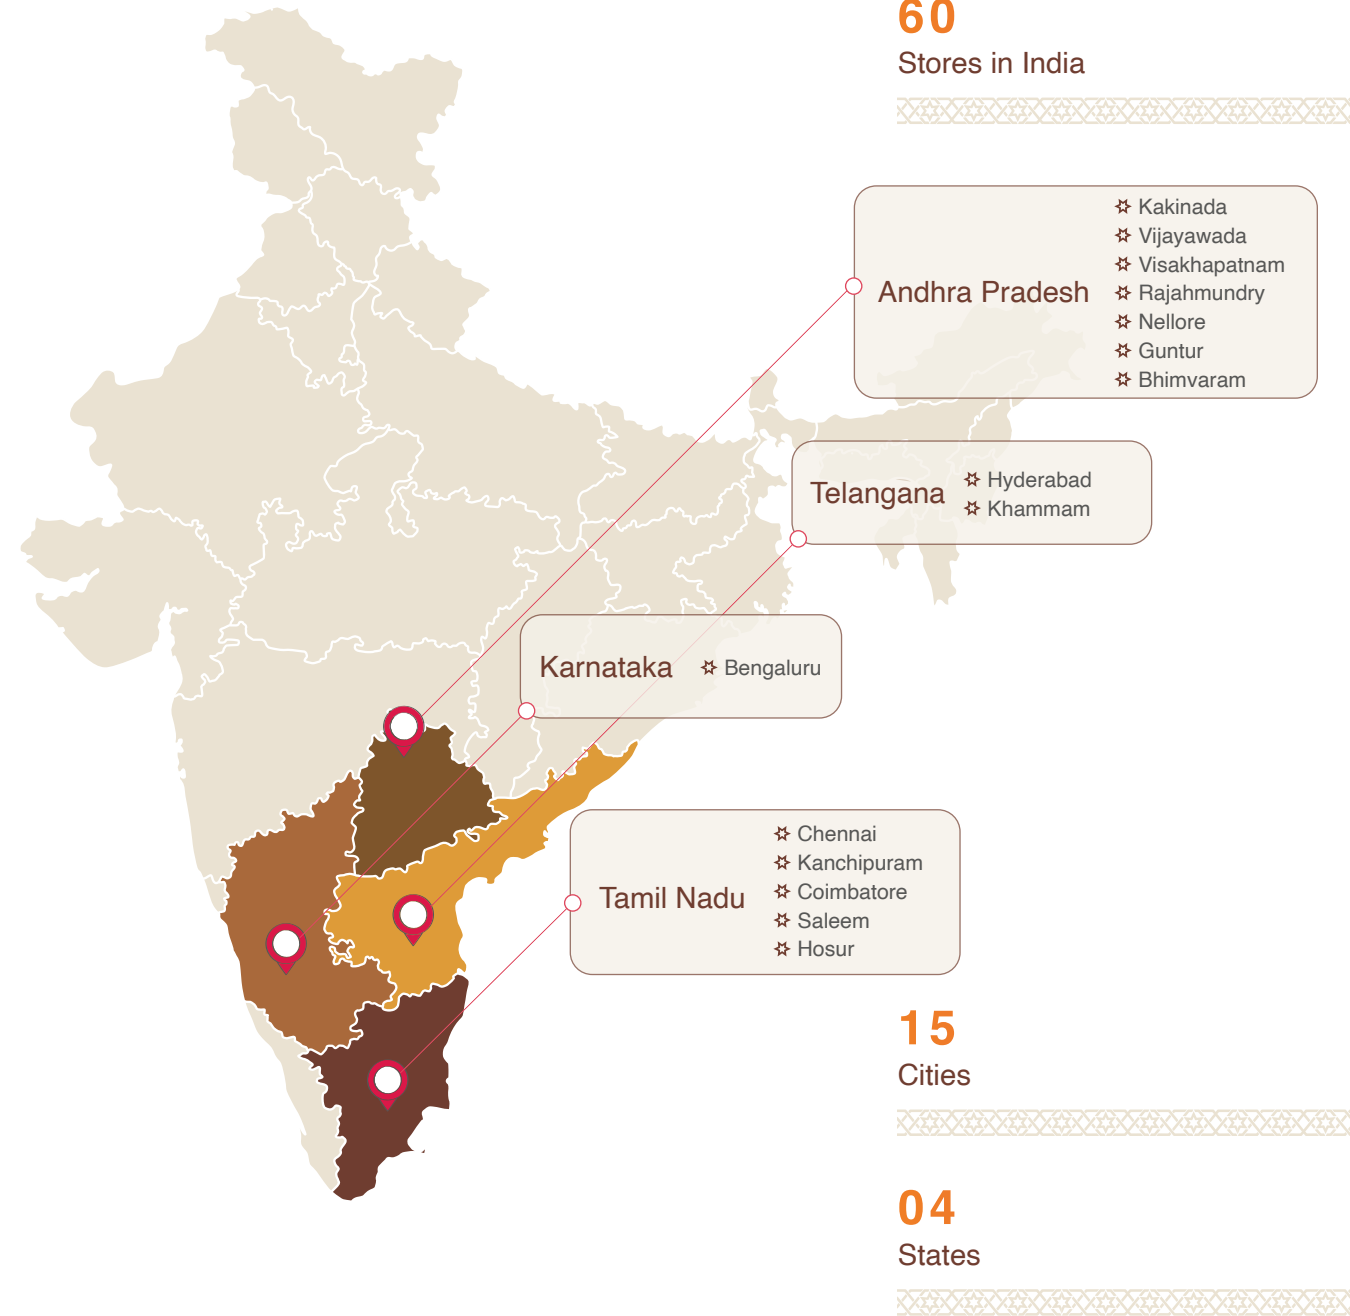 60
Stores in India
Andhra Pradesh
Kakinada
Vijayawada
Visakhapatnam
Rajahmundry
Nellore
Guntur
Bhimvaram
Telangana
Hyderabad
Khammam
Karnataka
Bengaluru
Tamil Nadu
Chennai
Kanchipuram
Coimbatore
Saleem
Hosur
15
Cities
04
States